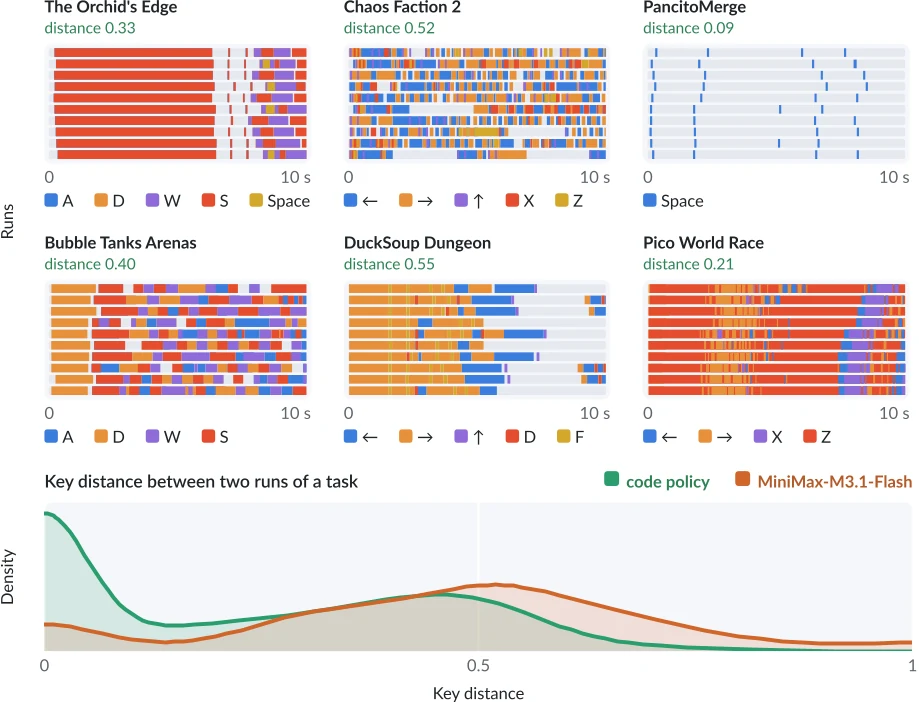 The Orchid's Edge
distance 0.33
0 10 s
A D W S Space
Chaos Faction 2
distance 0.52
0 10 s
← → ↑ X Z
PancitoMerge
distance 0.09
0 10 s
Space
Runs
Bubble Tanks Arenas
distance 0.40
0 10 s
A D W S
DuckSoup Dungeon
distance 0.55
0 10 s
← → ↑ D F
Pico World Race
distance 0.21
0 10 s
← → X Z
Key distance between two runs of a task
code policy MiniMax-M3.1-Flash
Density
0 0.5 1
Key distance